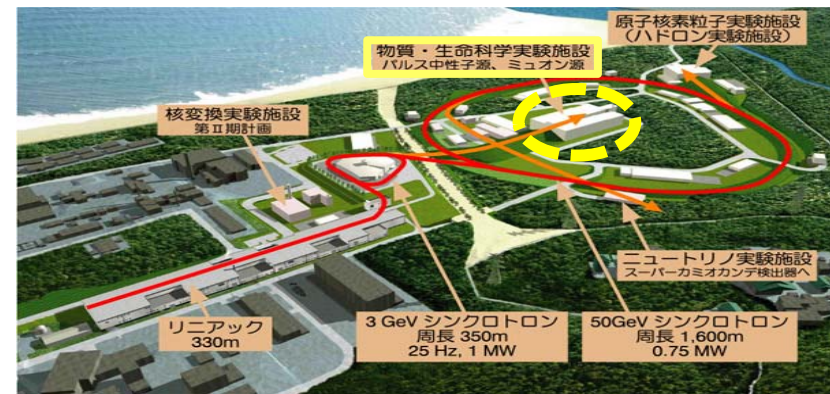 原子核素粒子実験施設
(ハドロン実験施設)
物質・生命科学実験施設
パルス中性子源、ミュオン源
核変換実験施設
第Ⅱ期計画
ニュートリノ実験施設
スーパーカミオカンデ検出器へ
リニアック
330m
3 GeV シンクロトロン
周長 350m
25 Hz, 1 MW
50GeV シンクロトロン
周長 1,600m
0.75 MW